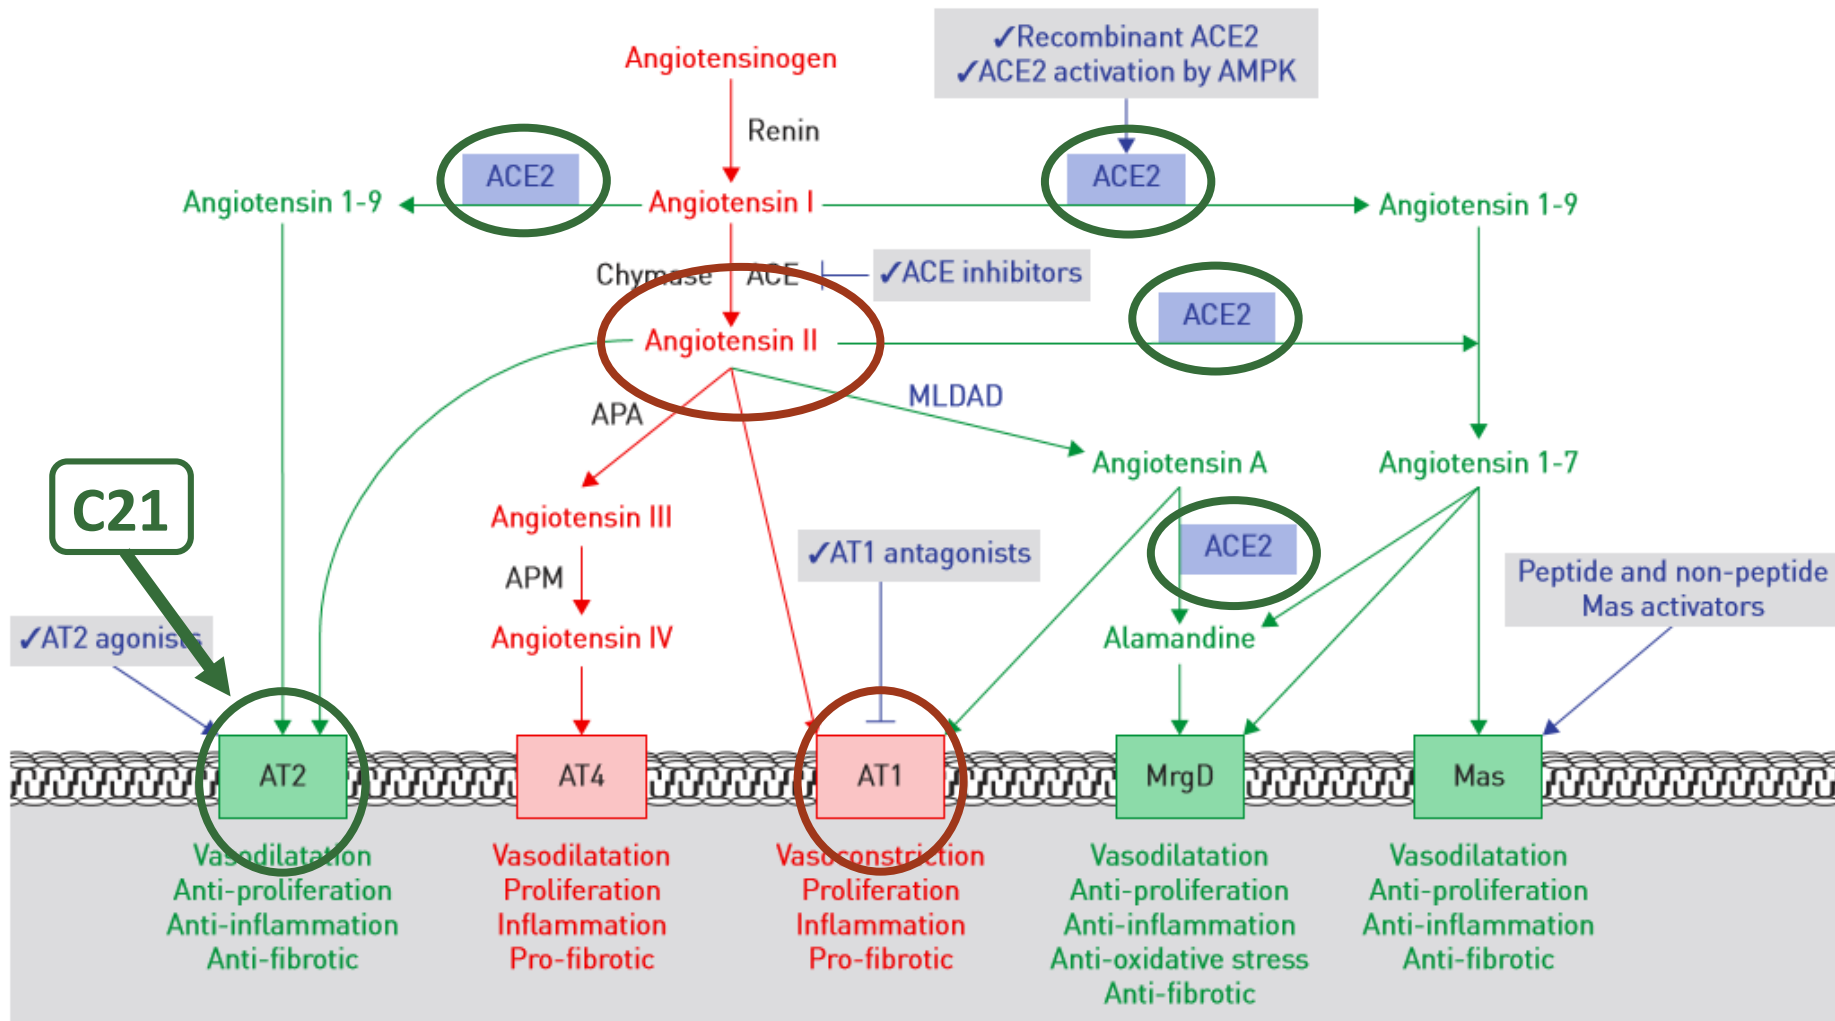 ✓Recombinant ACE2
✓ACE2 activation by AMPK
Angiotensinogen
Renin
ACE2
ACE2
Angiotensin 1-9
Angiotensin I
Angiotensin 1-9
Chymase
ACE
✓ACE inhibitors
ACE2
Angiotensin II
MLDAD
APA
Angiotensin A
Angiotensin 1-7
C21
Angiotensin III
✓AT1 antagonists
ACE2
APM
Peptide and non-peptide
Mas activators
✓AT2 agonists
Angiotensin IV
Alamandine
AT2
AT4
AT1
MrgD
Mas
Vasodilatation
Anti-proliferation
Anti-inflammation
Anti-fibrotic
Vasodilatation
Proliferation
Inflammation
Pro-fibrotic
Vasoconstriction
Proliferation
Inflammation
Pro-fibrotic
Vasodilatation
Anti-proliferation
Anti-inflammation
Anti-oxidative stress
Anti-fibrotic
Vasodilatation
Anti-proliferation
Anti-inflammation
Anti-fibrotic